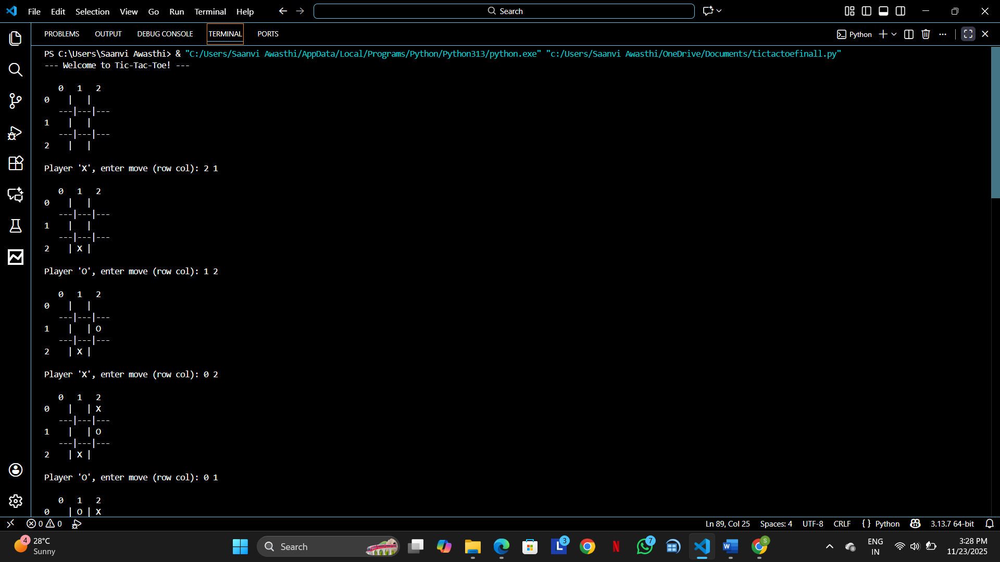 File Edit Selection View Go Run Terminal Help Search
PROBLEMS OUTPUT DEBUG CONSOLE TERMINAL PORTS Python
PS C:\Users\Saanvi Awasthi> & "C:/Users/Saanvi Awasthi/AppData/Local/Programs/Python/Python313/python.exe" "c:/Users/Saanvi Awasthi/OneDrive/Documents/tictactoefinall.py"
--- Welcome to Tic-Tac-Toe! ---
0 1 2
0 | |
---|---|---
1 | |
---|---|---
2 | |
Player 'X', enter move (row col): 2 1
0 1 2
0 | |
---|---|---
1 | |
---|---|---
2 | X |
Player 'O', enter move (row col): 1 2
0 1 2
0 | |
---|---|---
1 | | O
---|---|---
2 | X |
Player 'X', enter move (row col): 0 2
0 1 2
0 | | X
---|---|---
1 | | O
---|---|---
2 | X |
Player 'O', enter move (row col): 0 1
0 1 2
0 | O | X
0 0 Ln 89, Col 25 Spaces: 4 UTF-8 CRLF {} Python 3.13.7 64-bit
4 28°C
Sunny
Search
L 3
N
7
W
S
ENG
IN
3:28 PM
11/23/2025